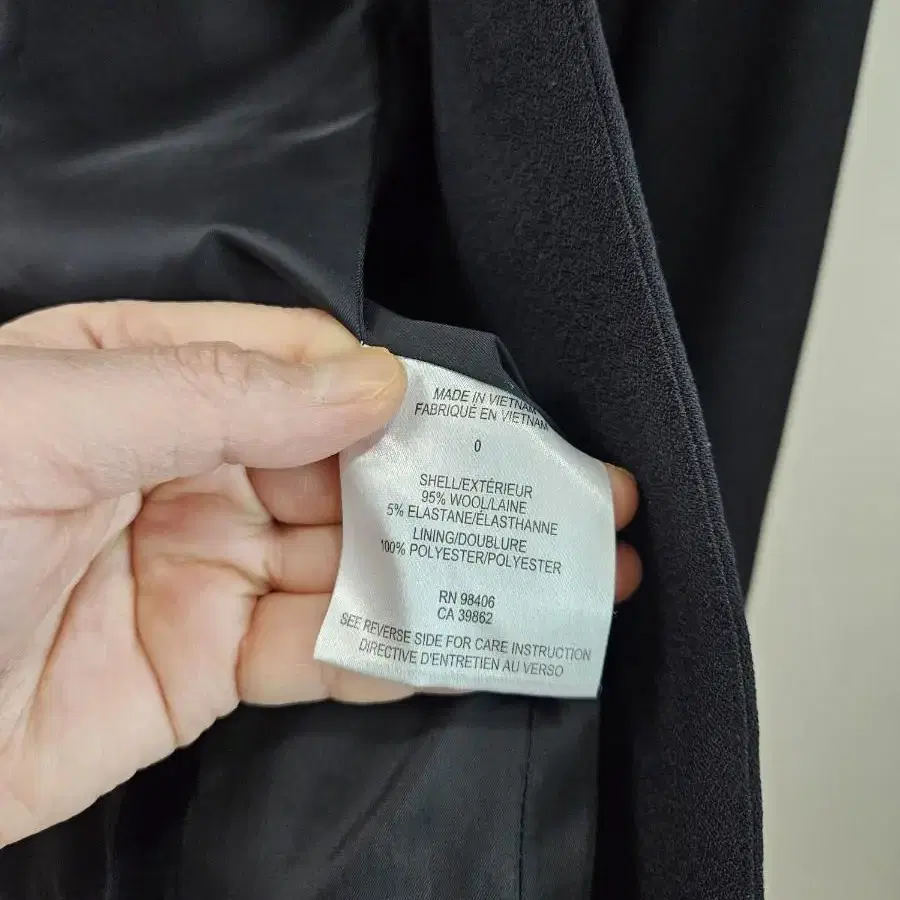 MADE IN VIETNAM
FABRIQUÉ EN VIETNAM
0
SHELL/EXTÉRIEUR
95% WOOL/LAINE
5% ELASTANE/ÉLASTHANNE
LINING/DOUBLURE
100% POLYESTER/POLYESTER
RN 98406
CA 39862
SEE REVERSE SIDE FOR CARE INSTRUCTION
DIRECTIVE D'ENTRETIEN AU VERSO